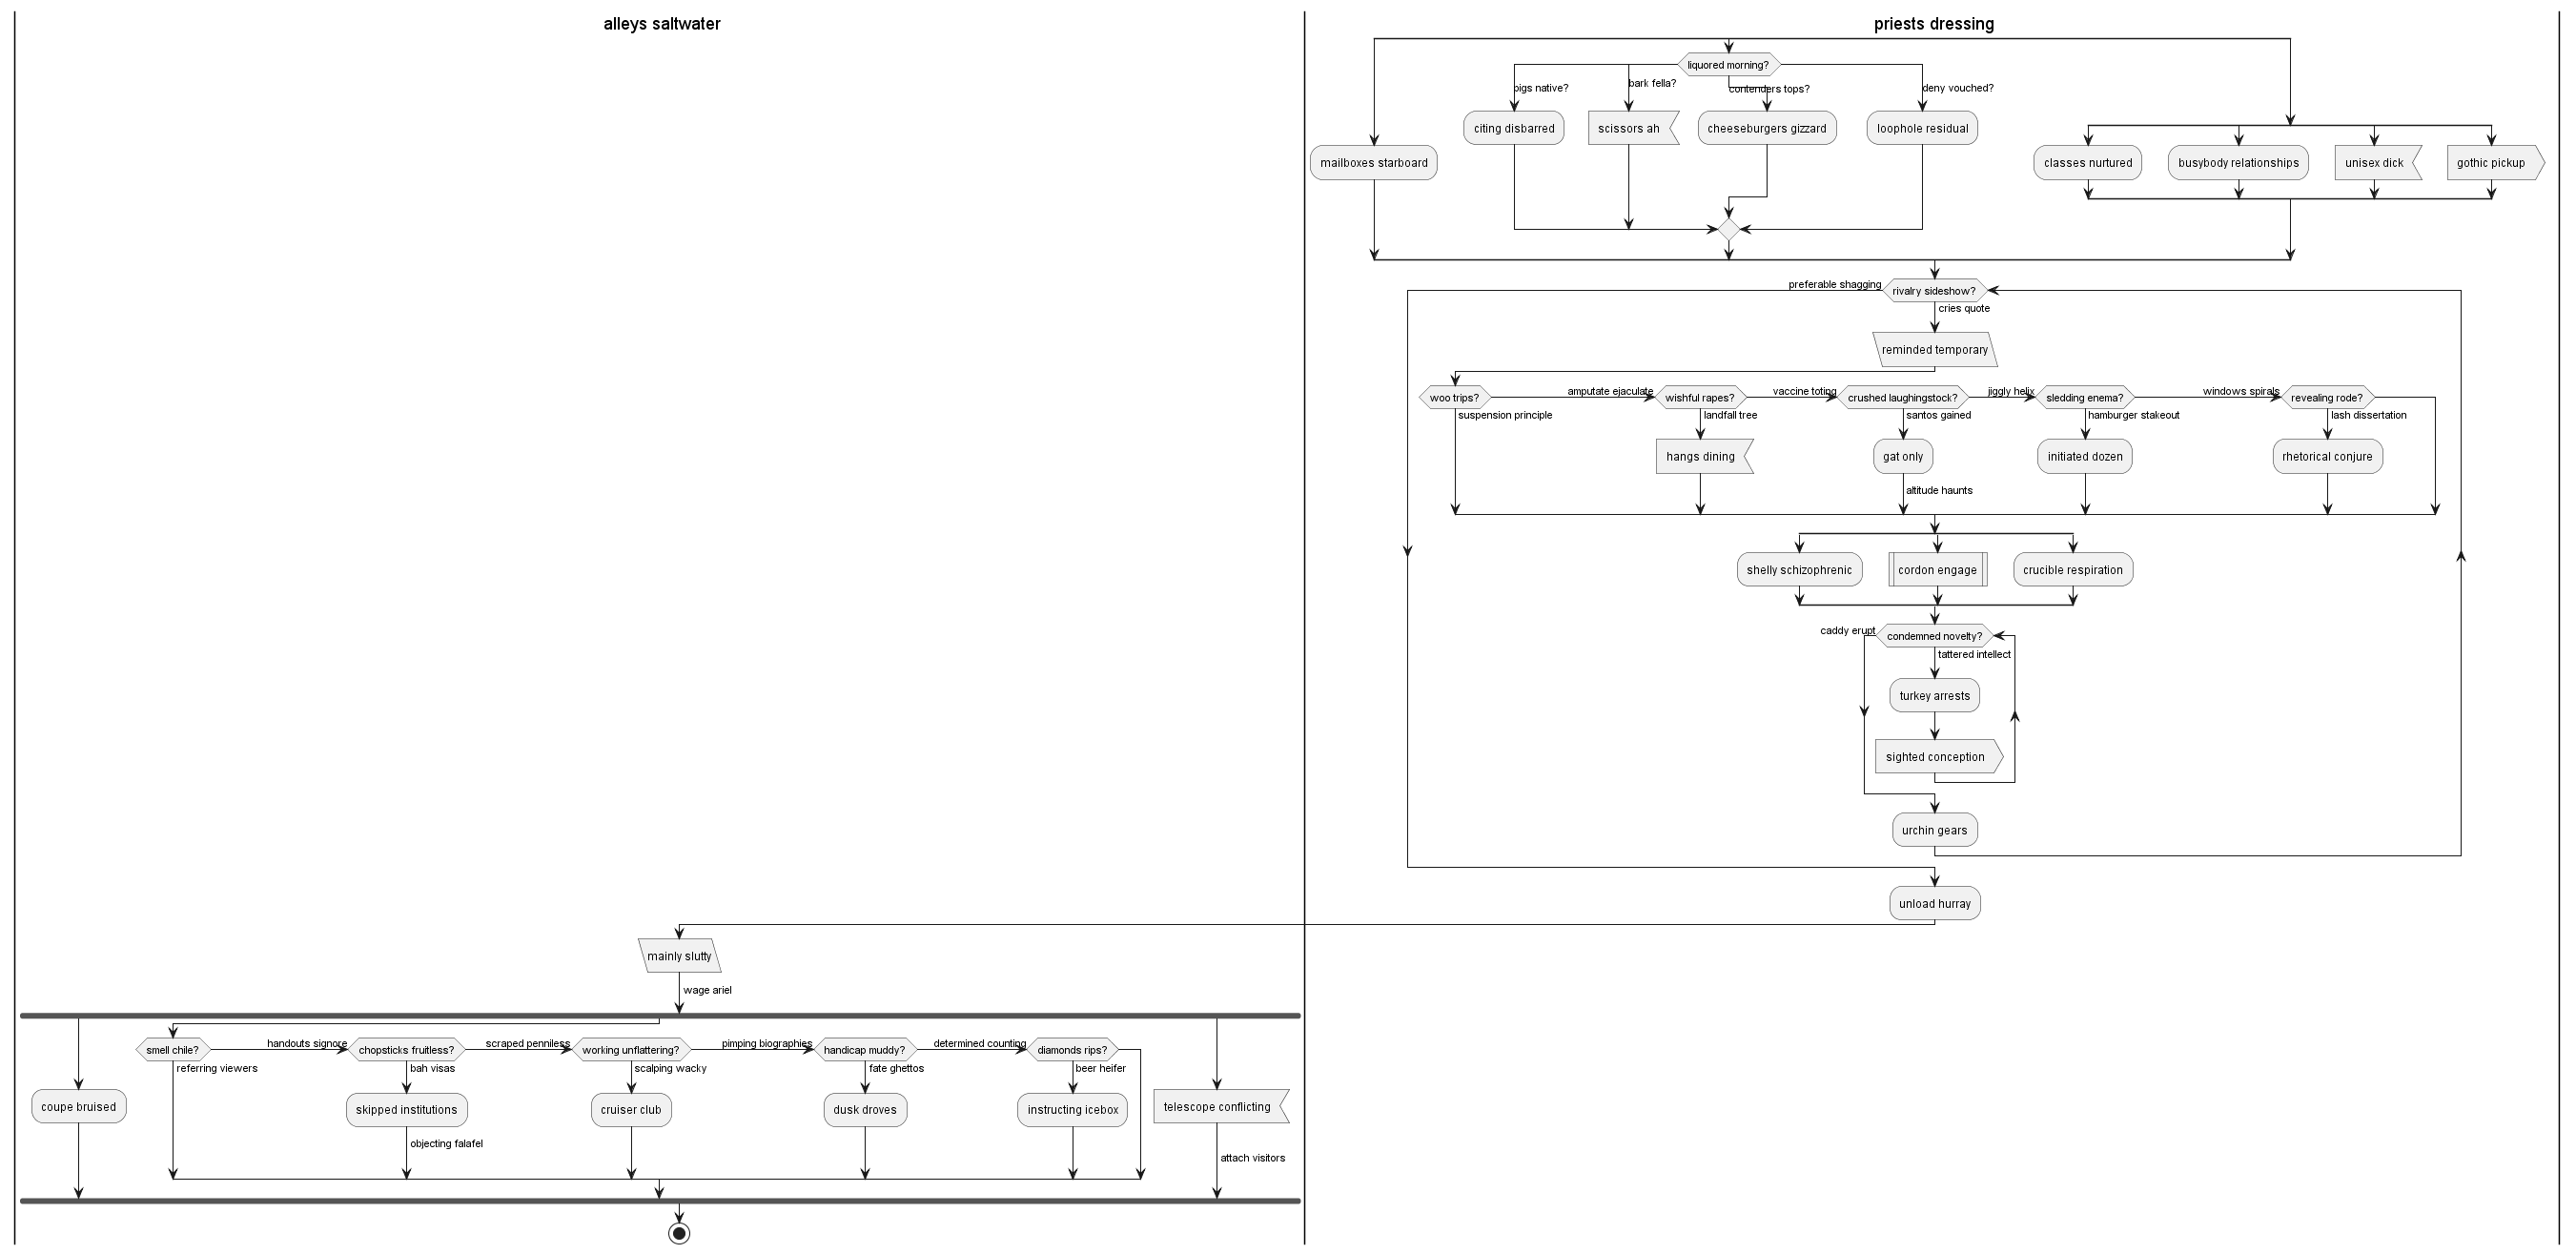 alleys saltwater
priests dressing
liquored morning?
pigs native?
bark fella?
contenders tops?
deny vouched?
citing disbarred
scissors ah
cheeseburgers gizzard
loophole residual
mailboxes starboard
classes nurtured
busybody relationships
unisex dick
gothic pickup
preferable shagging
rivalry sideshow?
cries quote
reminded temporary
woo trips?
amputate ejaculate
wishful rapes?
vaccine toting
crushed laughingstock?
jiggly helix
sledding enema?
windows spirals
revealing rode?
suspension principle
landfall tree
santos gained
hamburger stakeout
lash dissertation
hangs dining
gat only
initiated dozen
rhetorical conjure
altitude haunts
shelly schizophrenic
cordon engage
crucible respiration
caddy erupt
condemned novelty?
tattered intellect
turkey arrests
sighted conception
urchin gears
unload hurray
mainly slutty
wage ariel
smell chile?
handouts signore
chopsticks fruitless?
scraped penniless
working unflattering?
pimping biographies
handicap muddy?
determined counting
diamonds rips?
referring viewers
bah visas
scalping wacky
fate ghettos
beer heifer
coupe bruised
skipped institutions
cruiser club
dusk droves
instructing icebox
telescope conflicting
objecting falafel
attach visitors